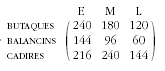 E M L
BUTAQUES 240 180 120
BALANCINS 144 96 60
CADIRES 216 240 144